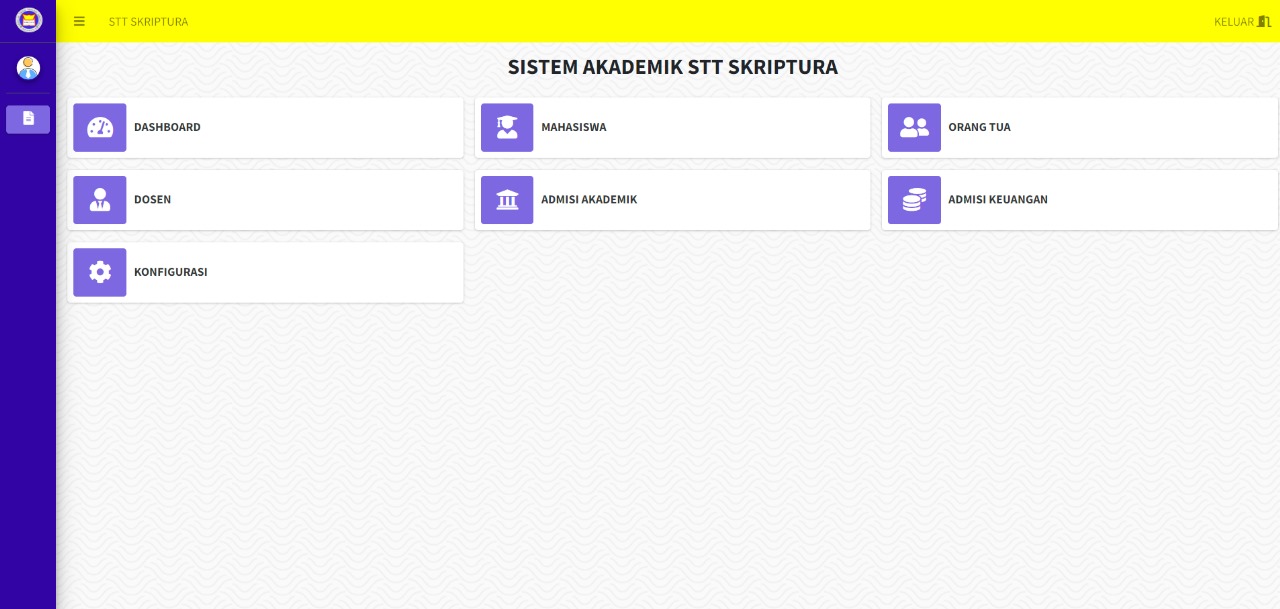 STT SKRIPTURA
KELUAR
SISTEM AKADEMIK STT SKRIPTURA
DASHBOARD
MAHASISWA
ORANG TUA
DOSEN
ADMISI AKADEMIK
ADMISI KEUANGAN
KONFIGURASI